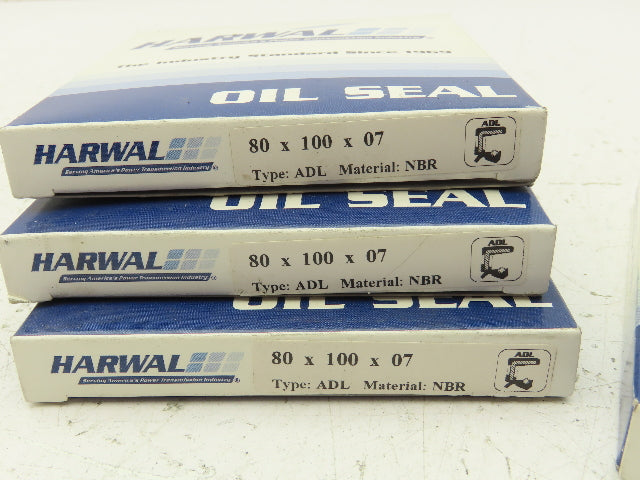 HARWAL
The Industry Standard Since 1969
OIL SEAL
HARWAL
Serving America's Power Transmission Industry ®
80 x 100 x 07
Type: ADL Material: NBR
ADL
OIL SEAL
HARWAL
Serving America's Power Transmission Industry ®
80 x 100 x 07
Type: ADL Material: NBR
ADL
OIL SEAL
HARWAL
Serving America's Power Transmission Industry ®
80 x 100 x 07
Type: ADL Material: NBR
ADL